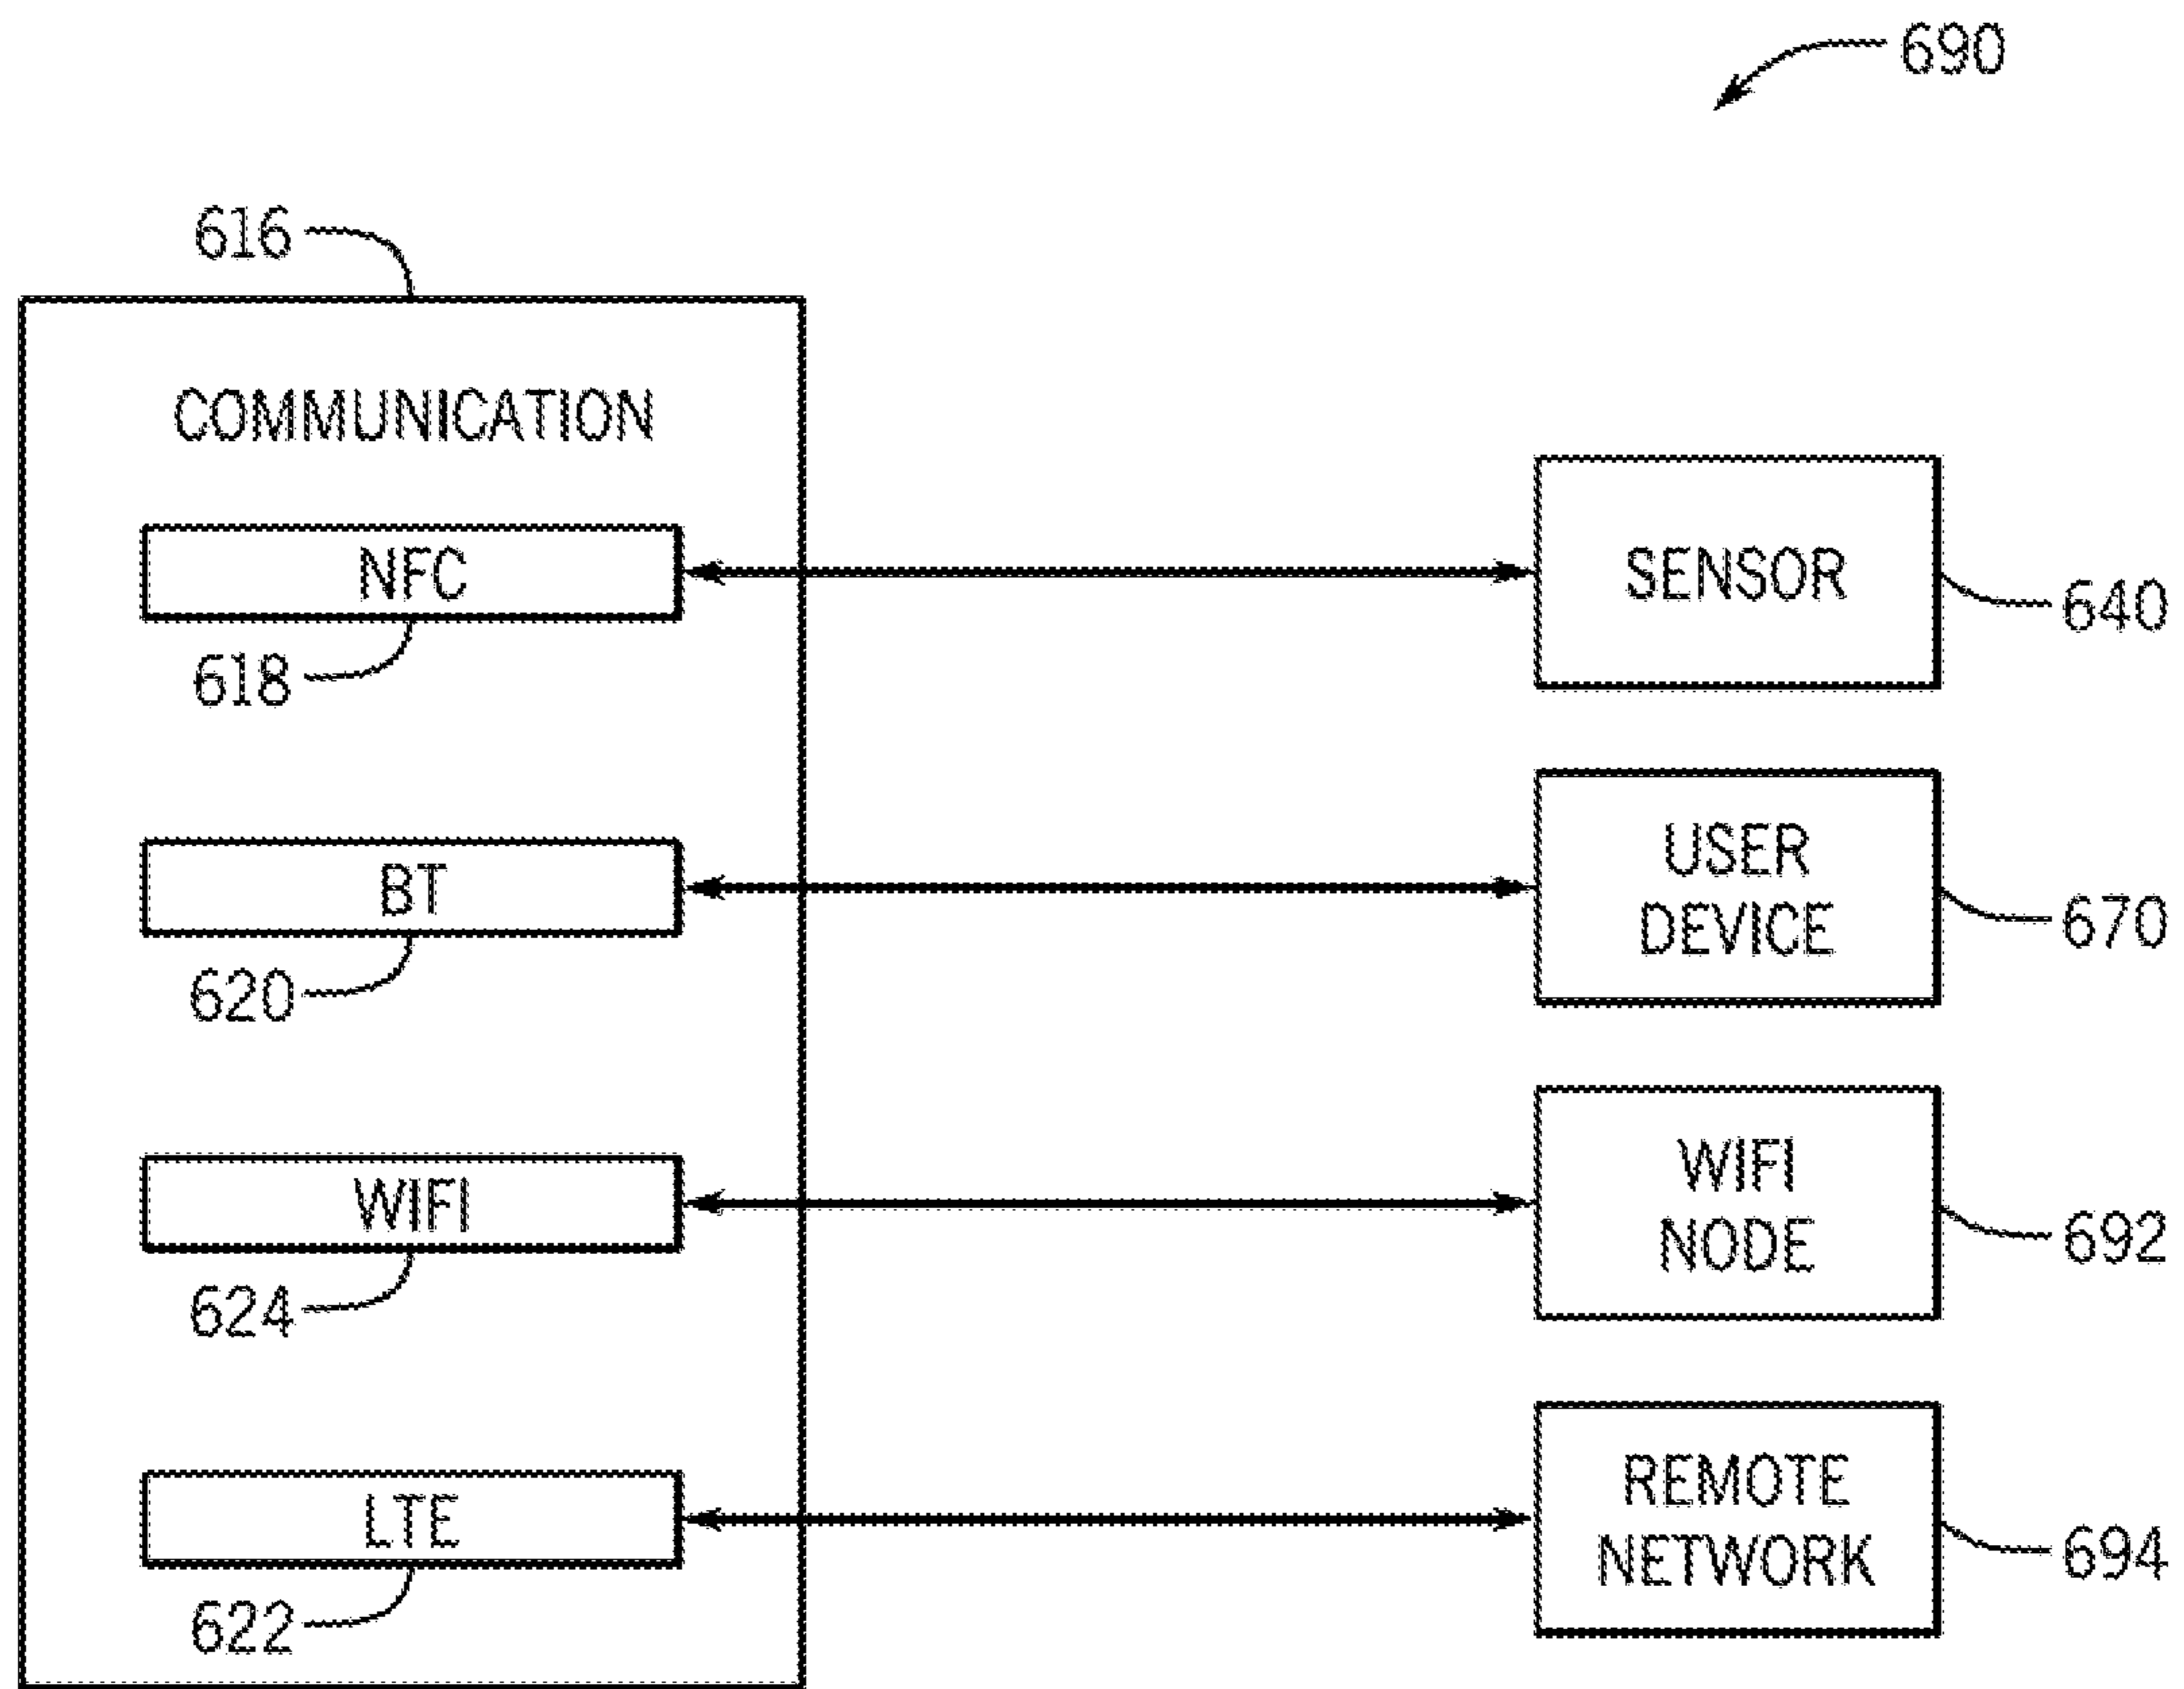 690
616
COMMUNICATION
NFC
SENSOR
640
618
BT
USER
DEVICE
670
620
WIFI
WIFI
NODE
692
624
LTE
REMOTE
NETWORK
694
622